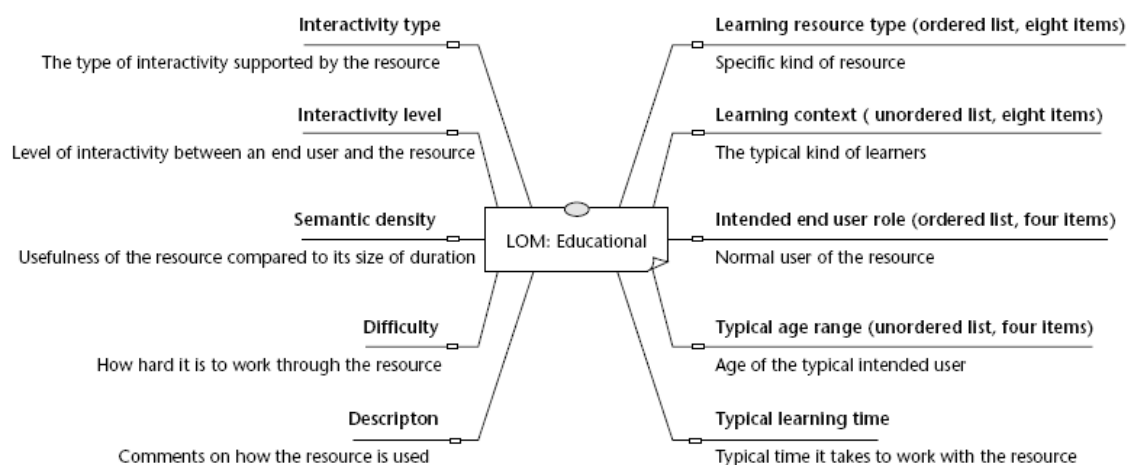 Interactivity type
The type of interactivity supported by the resource
Interactivity level
Level of interactivity between an end user and the resource
Semantic density
Usefulness of the resource compared to its size of duration
Difficulty
How hard it is to work through the resource
Descripton
Comments on how the resource is used
LOM: Educational
Learning resource type (ordered list, eight items)
Specific kind of resource
Learning context ( unordered list, eight items)
The typical kind of learners
Intended end user role (ordered list, four items)
Normal user of the resource
Typical age range (unordered list, four items)
Age of the typical intended user
Typical learning time
Typical time it takes to work with the resource